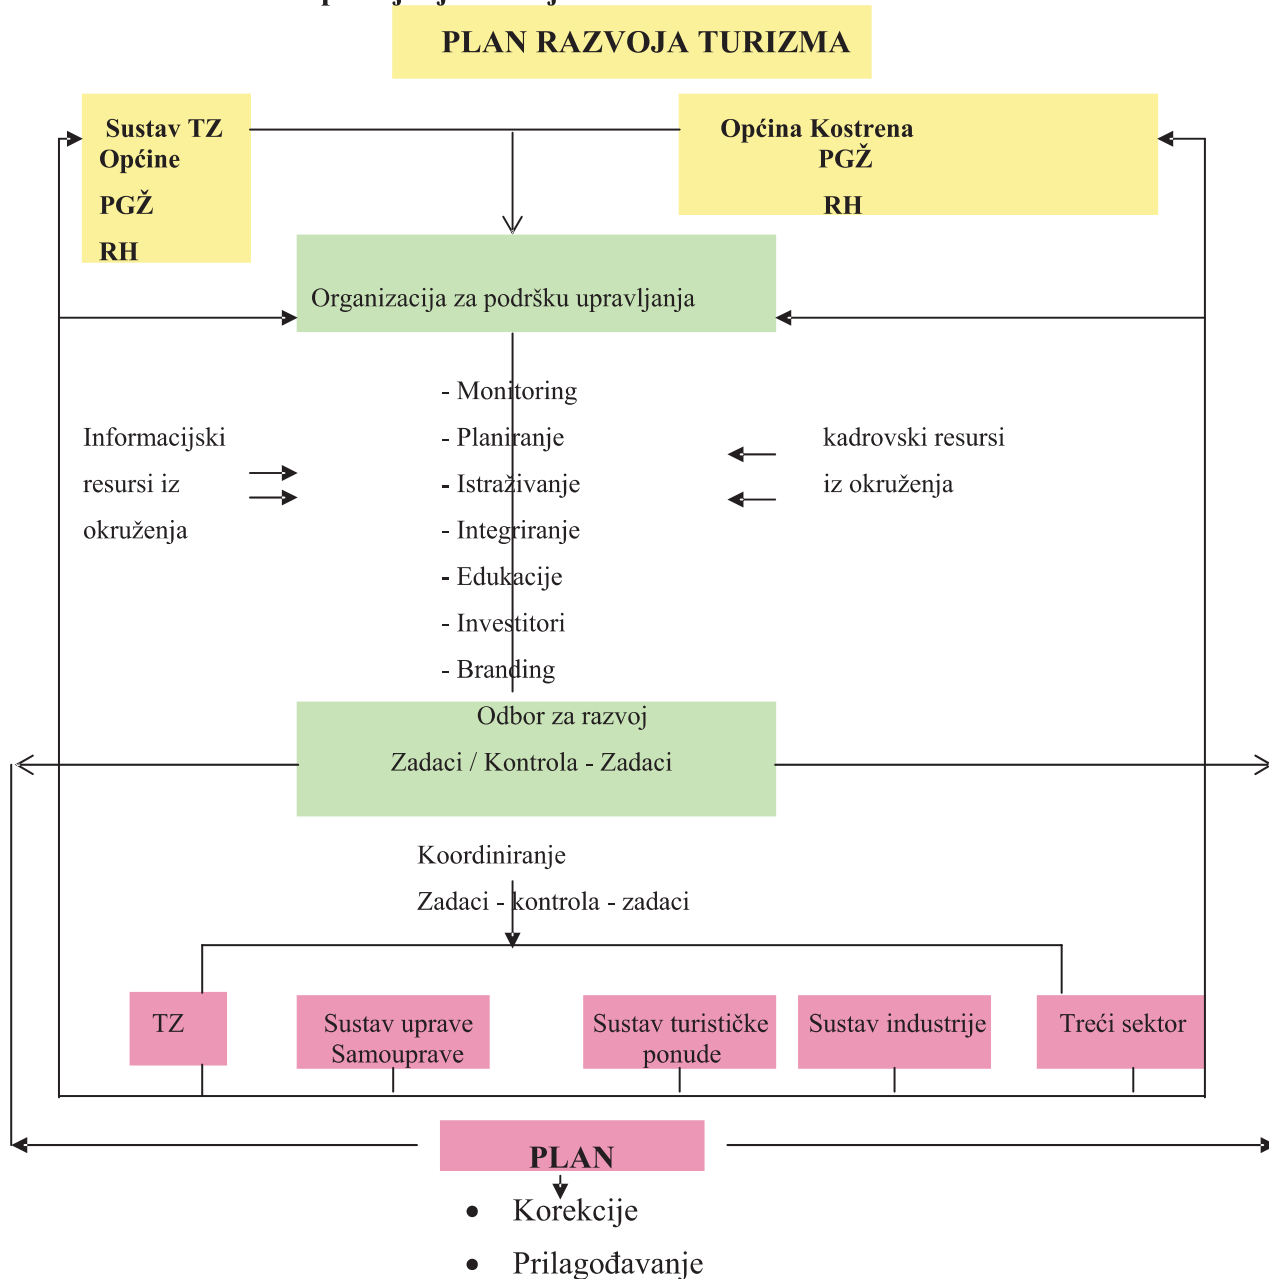 PLAN RAZVOJA TURIZMA
Sustav TZ
Općine
PGŽ
RH
Općina Kostrena
PGŽ
RH
Organizacija za podršku upravljanja
- Monitoring
- Planiranje
- Istraživanje
- Integriranje
- Edukacije
- Investitori
- Branding
Informacijski
resursi iz
okruženja
kadrovski resursi
iz okruženja
Odbor za razvoj
Zadaci / Kontrola - Zadaci
Koordiniranje
Zadaci - kontrola - zadaci
TZ
Sustav uprave
Samouprave
Sustav turističke
ponude
Sustav industrije
Treći sektor
PLAN
• Korekcije
• Prilagođavanje